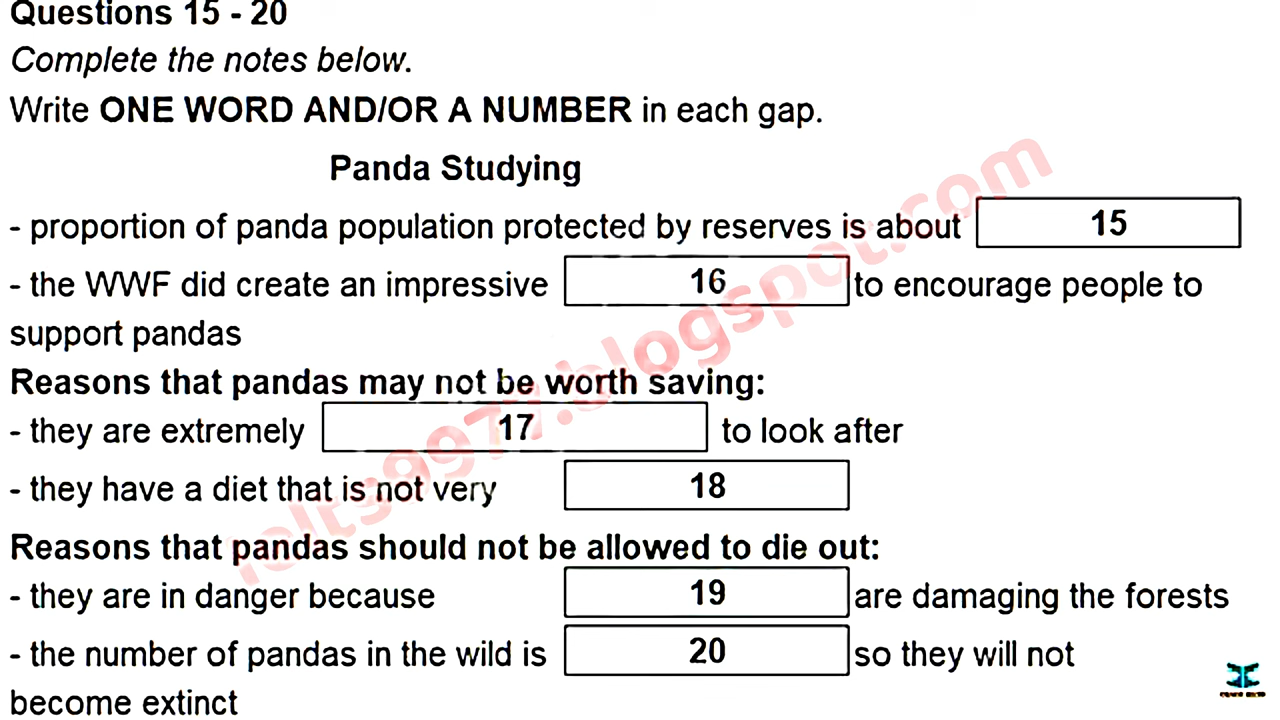 Questions 15 - 20
Complete the notes below.
Write ONE WORD AND/OR A NUMBER in each gap.
Panda Studying
- proportion of panda population protected by reserves is about 15
- the WWF did create an impressive 16 to encourage people to
support pandas
Reasons that pandas may not be worth saving:
- they are extremely 17 to look after
- they have a diet that is not very 18
Reasons that pandas should not be allowed to die out:
- they are in danger because 19 are damaging the forests
- the number of pandas in the wild is 20 so they will not
become extinct
ielts9977.blogspot.com